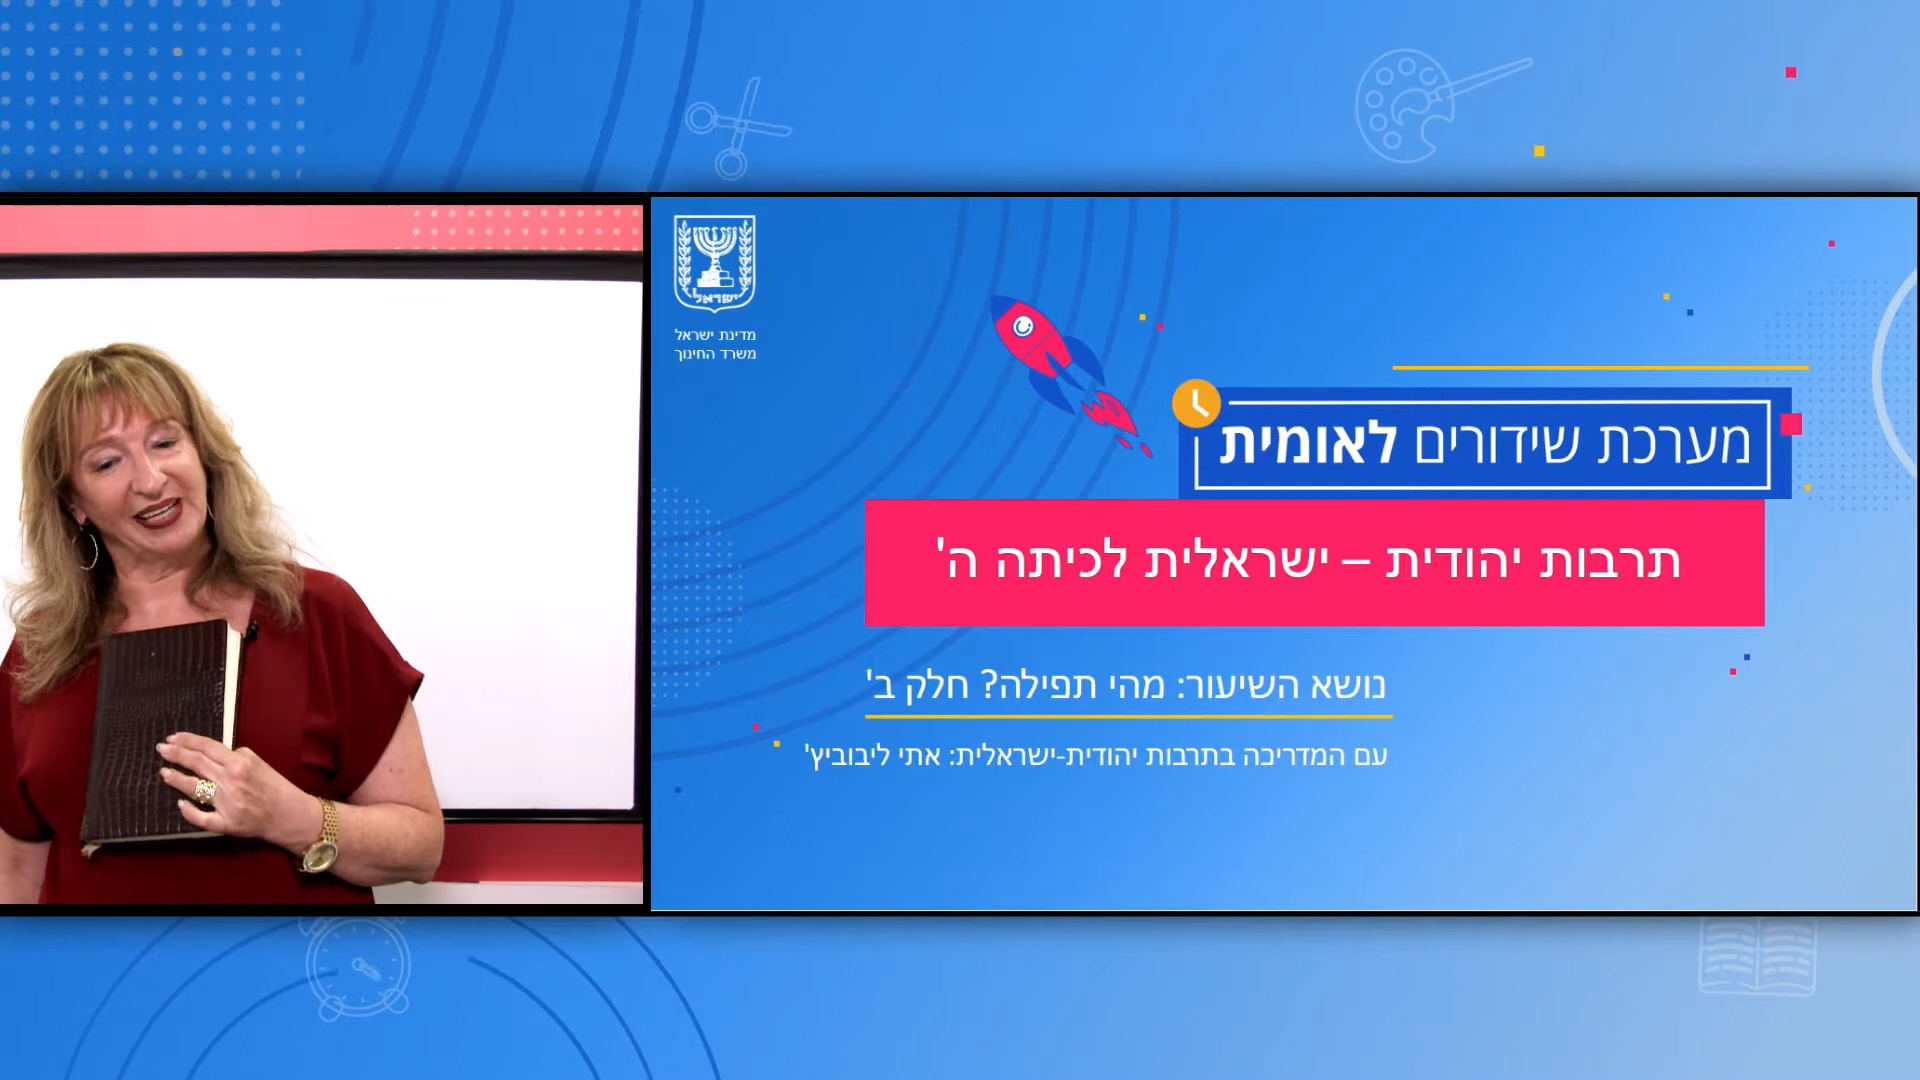 ישראל
מדינת ישראל
משרד החינוך
מערכת שידורים לאומית
תרבות יהודית – ישראלית לכיתה ה'
נושא השיעור: מהי תפילה? חלק ב'
עם המדריכה בתרבות יהודית-ישראלית: אתי ליבוביץ'